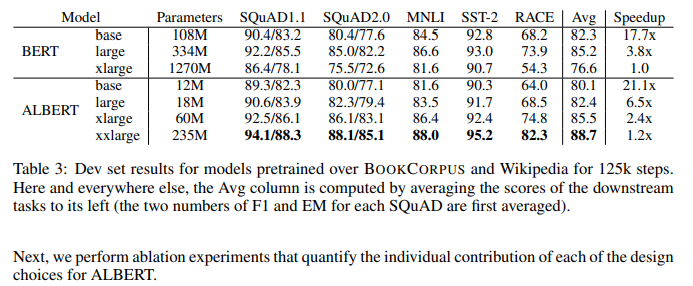 Model Parameters SQuAD1.1 SQuAD2.0 MNLI SST-2 RACE Avg Speedup
base 108M 90.4/83.2 80.4/77.6 84.5 92.8 68.2 82.3 17.7x
BERT large 334M 92.2/85.5 85.0/82.2 86.6 93.0 73.9 85.2 3.8x
xlarge 1270M 86.4/78.1 75.5/72.6 81.6 90.7 54.3 76.6 1.0
base 12M 89.3/82.3 80.0/77.1 81.6 90.3 64.0 80.1 21.1x
ALBERT large 18M 90.6/83.9 82.3/79.4 83.5 91.7 68.5 82.4 6.5x
xlarge 60M 92.5/86.1 86.1/83.1 86.4 92.4 74.8 85.5 2.4x
xxlarge 235M 94.1/88.3 88.1/85.1 88.0 95.2 82.3 88.7 1.2x
Table 3: Dev set results for models pretrained over BOOKCORPUS and Wikipedia for 125k steps.
Here and everywhere else, the Avg column is computed by averaging the scores of the downstream
tasks to its left (the two numbers of F1 and EM for each SQuAD are first averaged).
Next, we perform ablation experiments that quantify the individual contribution of each of the design
choices for ALBERT.